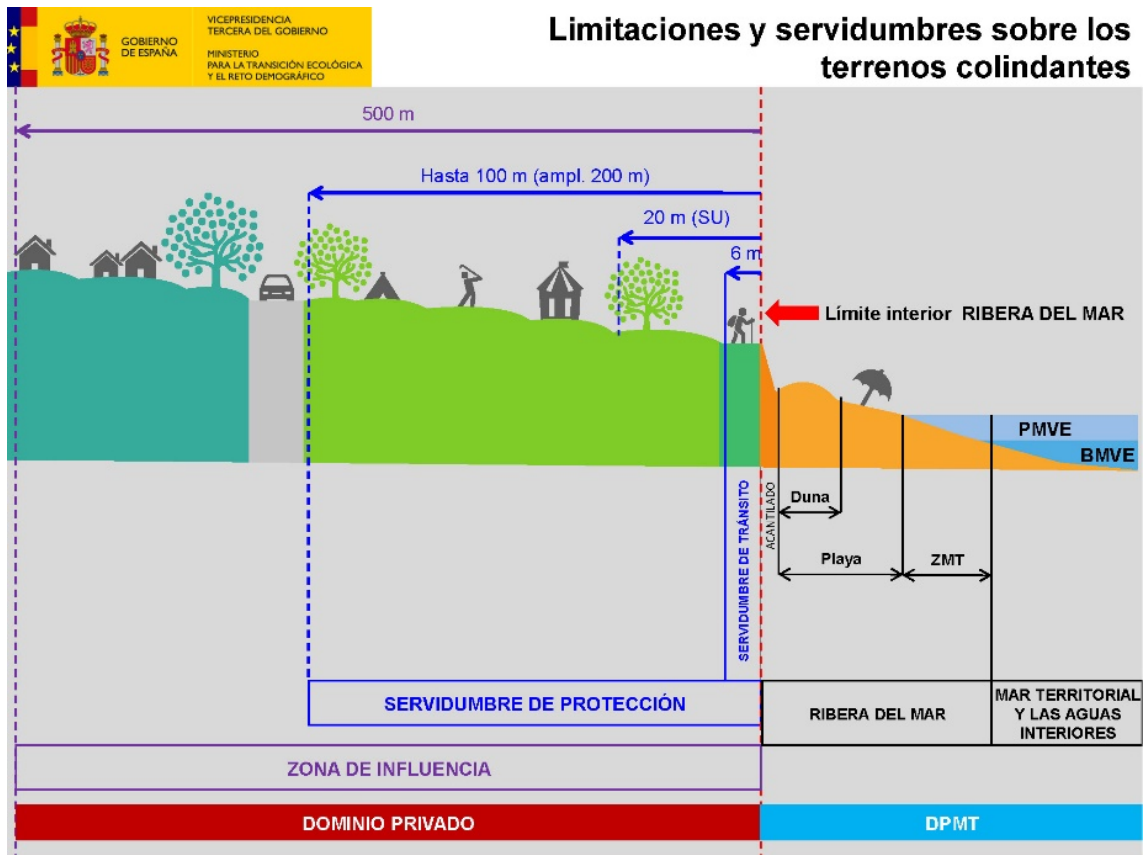 GOBIERNO
DE ESPAÑA
VICEPRESIDENCIA
TERCERA DEL GOBIERNO
MINISTERIO
PARA LA TRANSICIÓN ECOLÓGICA
Y EL RETO DEMOGRÁFICO
Limitaciones y servidumbres sobre los
terrenos colindantes
500 m
Hasta 100 m (ampl. 200 m)
20 m (SU)
6 m
Límite interior RIBERA DEL MAR
PMVE
BMVE
SERVIDUMBRE DE TRÁNSITO
ACANTILADO
Duna
Playa
ZMT
SERVIDUMBRE DE PROTECCIÓN
RIBERA DEL MAR
MAR TERRITORIAL
Y LAS AGUAS
INTERIORES
ZONA DE INFLUENCIA
DOMINIO PRIVADO
DPMT